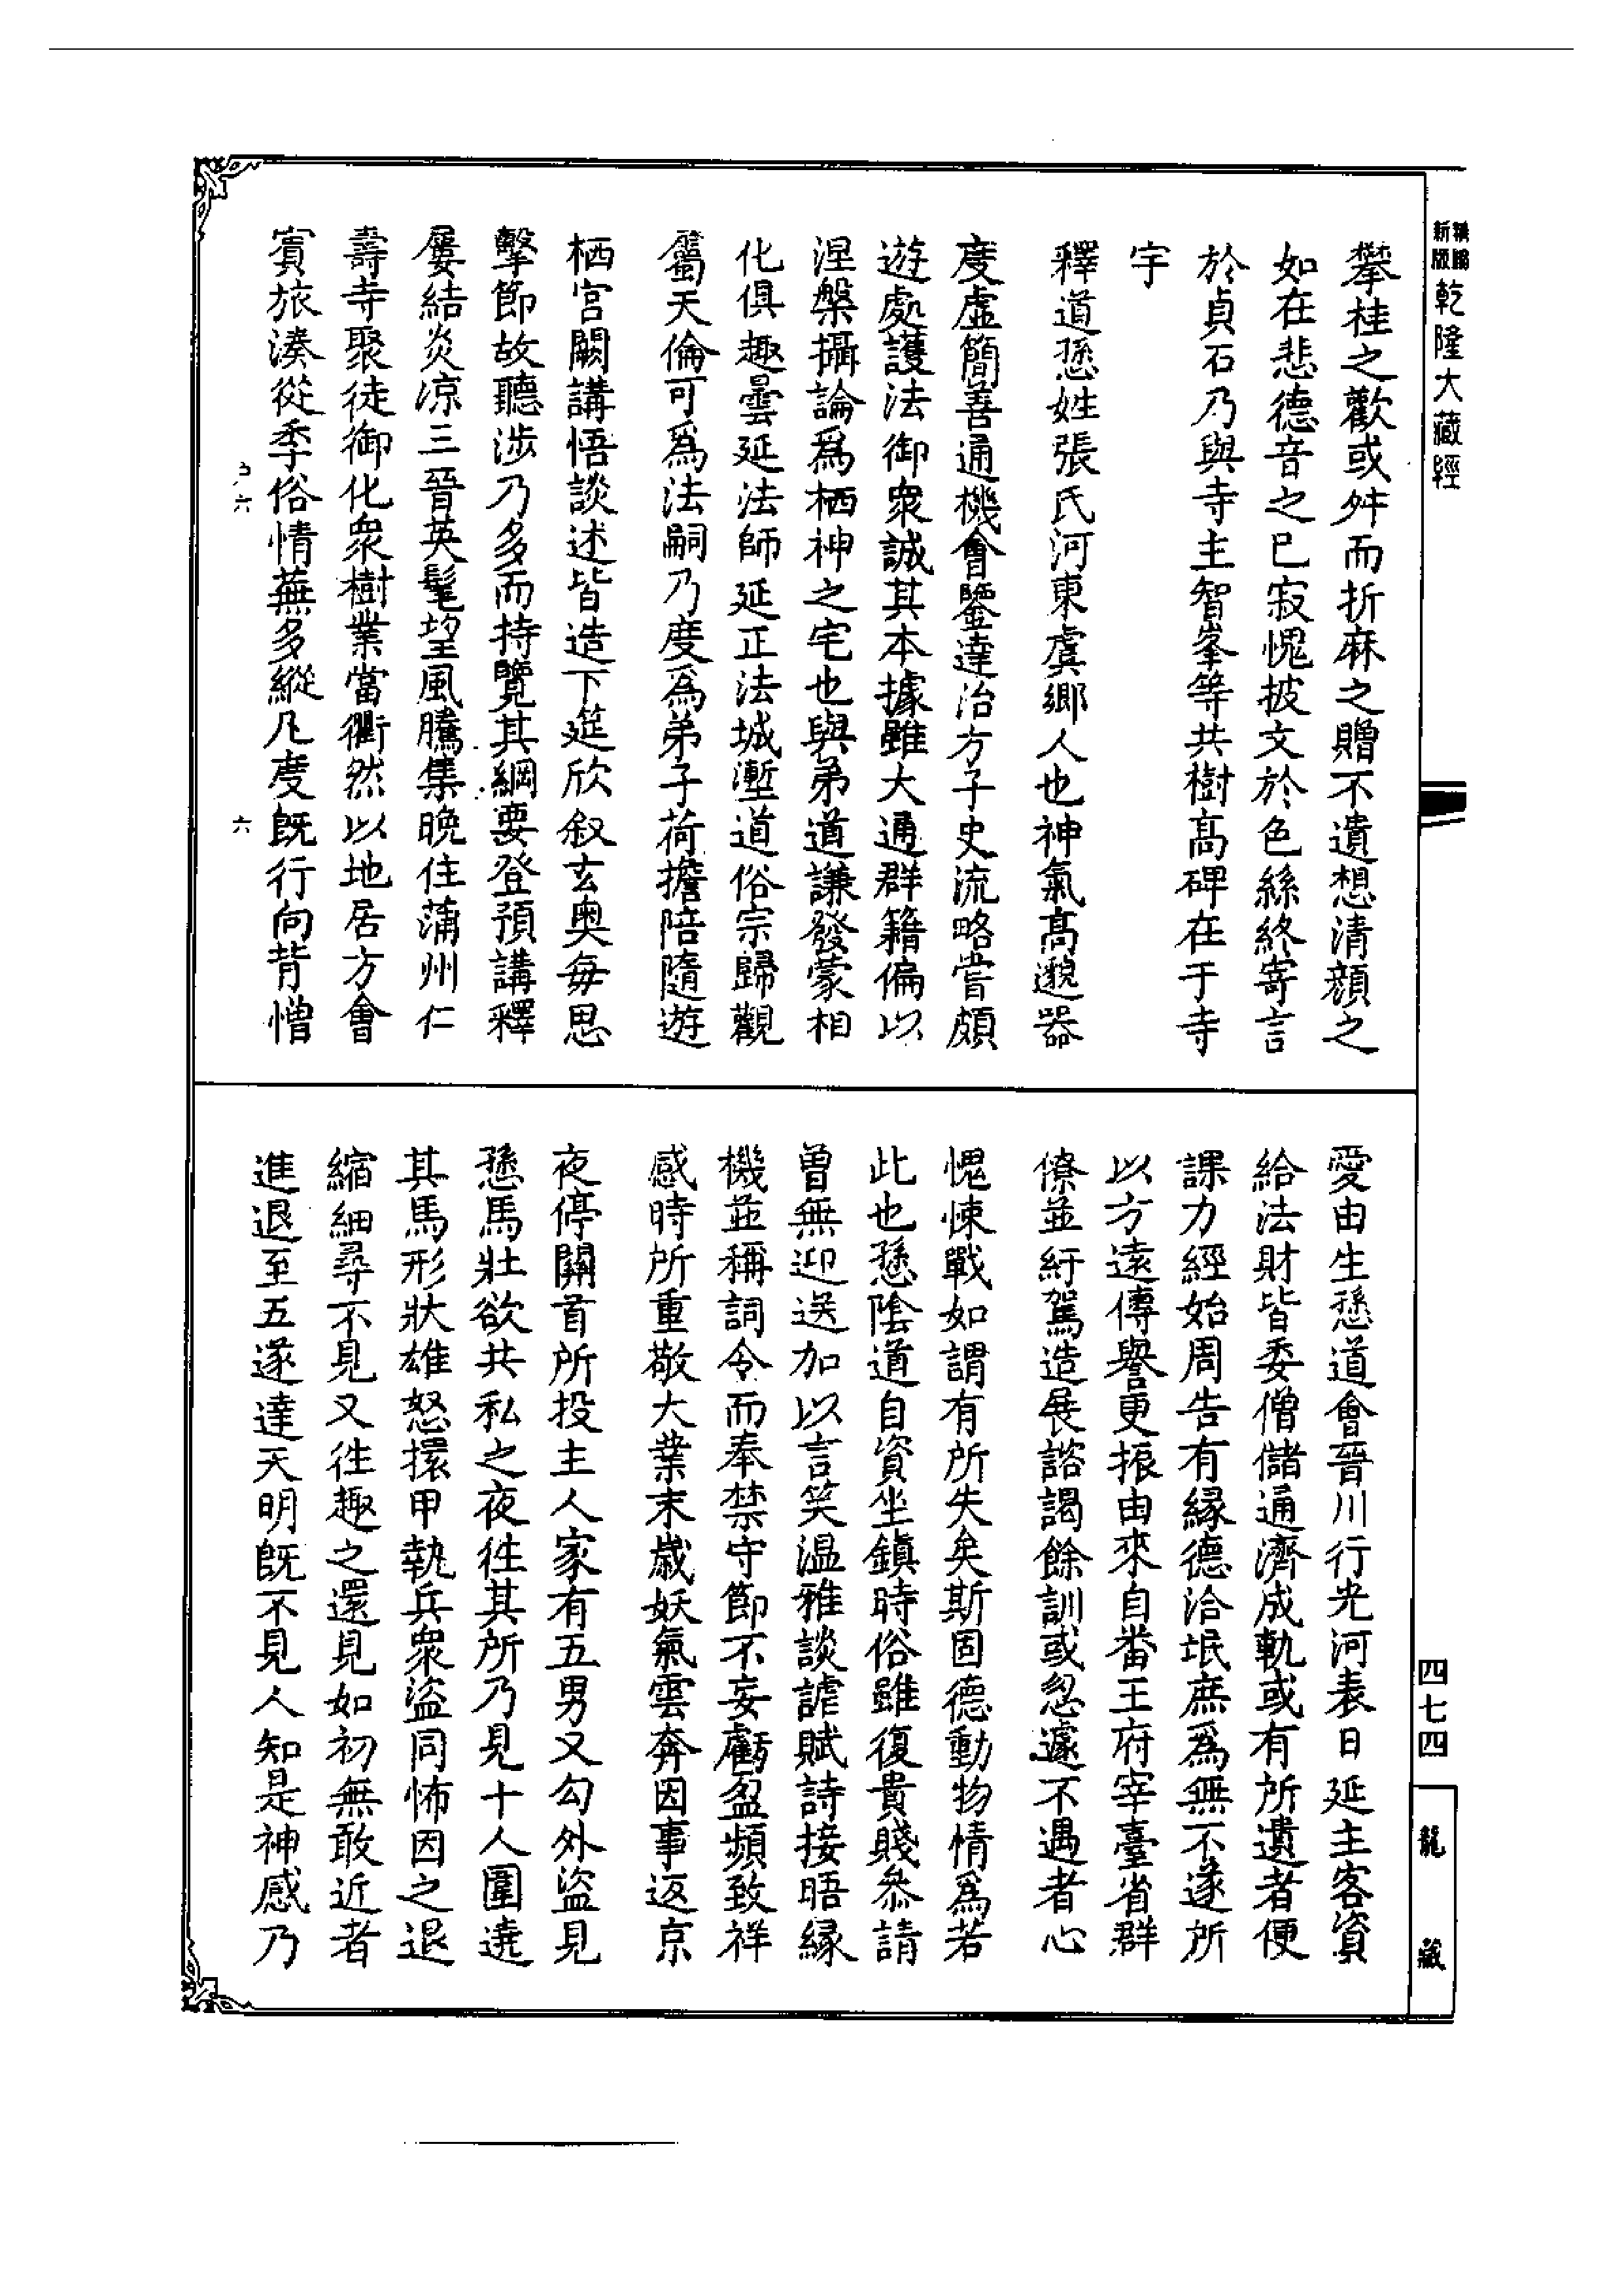 新版
精縮
乾隆大藏經
攀桂之歡或舛而折麻之贈不遺想清顔之
如在悲德音之已寂愧披文於色絲終寄言
於貞石乃與寺主智峯等共樹高碑在于寺
宇
釋道愻姓張氏河東虞鄉人也神氣高邈器
度虛簡善通機會鑒達治方子史流略嘗頗
遊處護法御衆誠其本據雖大通群籍偏以
涅槃攝論爲栖神之宅也與弟道謙發蒙相
化俱趣曇延法師延正法城塹道俗宗歸觀
屬天倫可爲法嗣乃度爲弟子荷擔陪隨遊
栖宮闕講悟談述皆造下筵欣叙玄奧每思
擊節故聽涉乃多而持覽其綱要登預講釋
屢結炎凉三晉英髦望風騰集晚住蒲州仁
壽寺聚徒御化衆樹業當衢然以地居方會
賓旅湊從季俗情蕪多縱凡度既行向背憎
六
六
愛由生愻道會晉川行光河表日延主客資
給法財皆委僧儲通濟成軌或有所遺者便
課力經始周告有緣德洽氓庶爲無不遂所
以方遠傳譽更振由來自番王府宰臺省群
僚並紆駕造展諮謁餘訓或忽遽不遇者心
愧悚戰如謂有所失矣斯固德動物情爲若
此也愻陰道自資坐鎮時俗雖復貴賤叅請
曾無迎送加以言笑温雅談謔賦詩接晤緣
機並稱詞令而奉禁守節不妄虧盈頻致祥
感時所重敬大業末歲妖氣雲奔因事返京
夜停關首所投主人家有五男又勾外盜見
愻馬壯欲共私之夜往其所乃見十人圍遶
其馬形狀雄怒擐甲執兵衆盜同怖因之退
縮細尋不見又往趣之還見如初無敢近者
進退至五遂達天明既不見人知是神感乃
四七四
龍藏